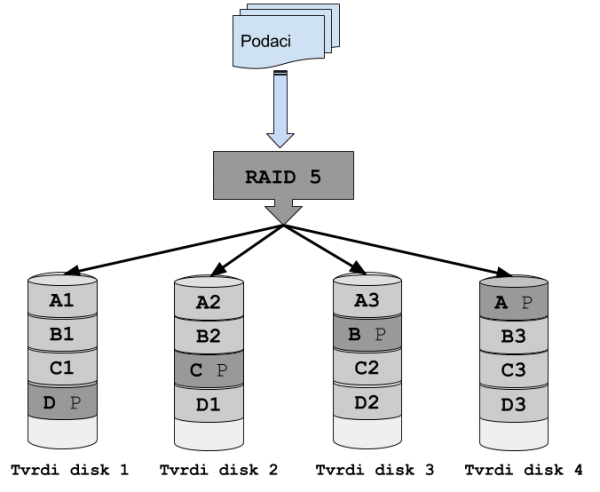 Podaci
RAID 5
A1
B1
C1
D P
Tvrdi disk 1
A2
B2
C P
D1
Tvrdi disk 2
A3
B P
C2
D2
Tvrdi disk 3
A P
B3
C3
D3
Tvrdi disk 4